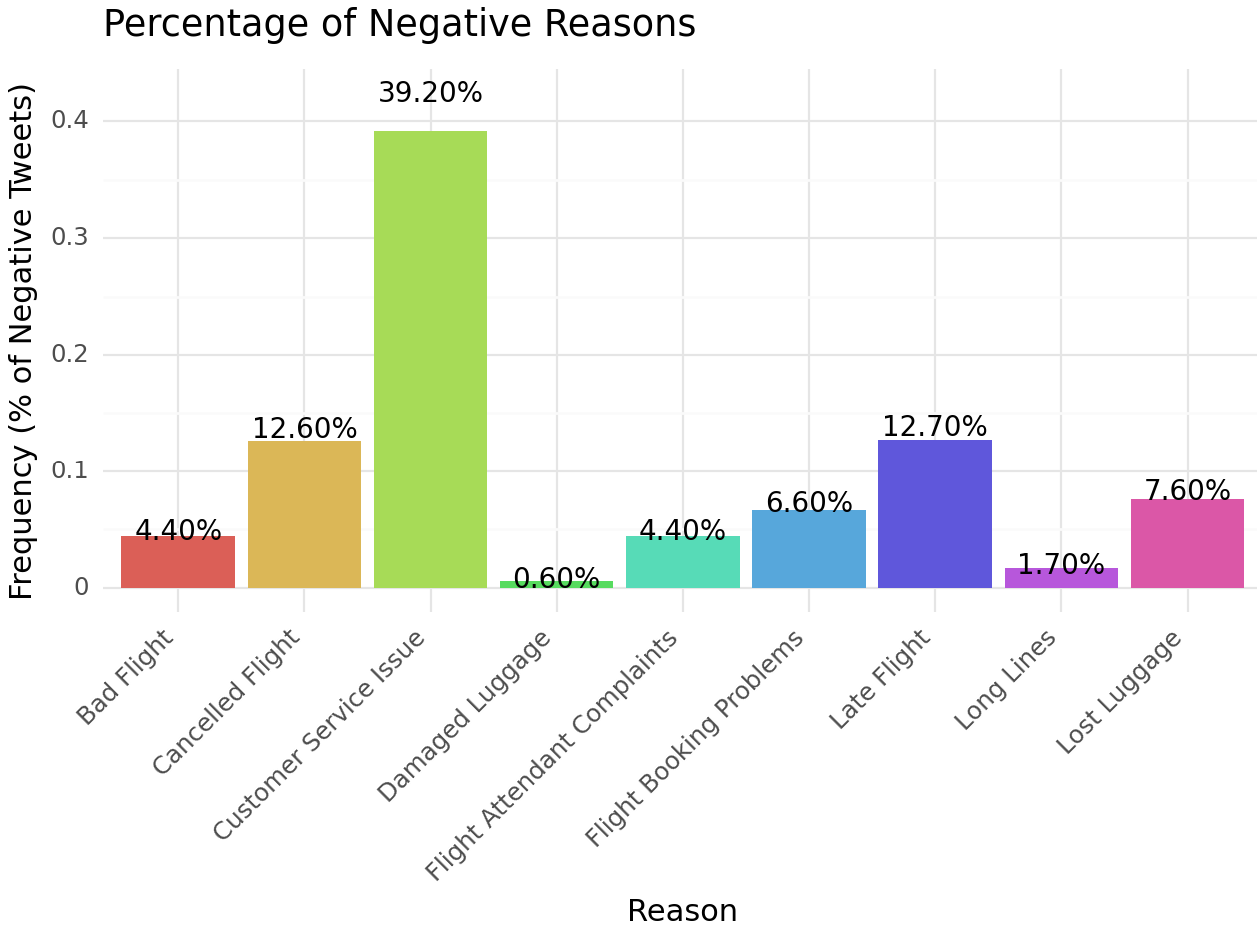 Percentage of Negative Reasons
Frequency (% of Negative Tweets)
0.4
0.3
0.2
0.1
0
4.40%
12.60%
39.20%
0.60%
4.40%
6.60%
12.70%
1.70%
7.60%
Bad Flight
Cancelled Flight
Customer Service Issue
Damaged Luggage
Flight Attendant Complaints
Flight Booking Problems
Late Flight
Long Lines
Lost Luggage
Reason